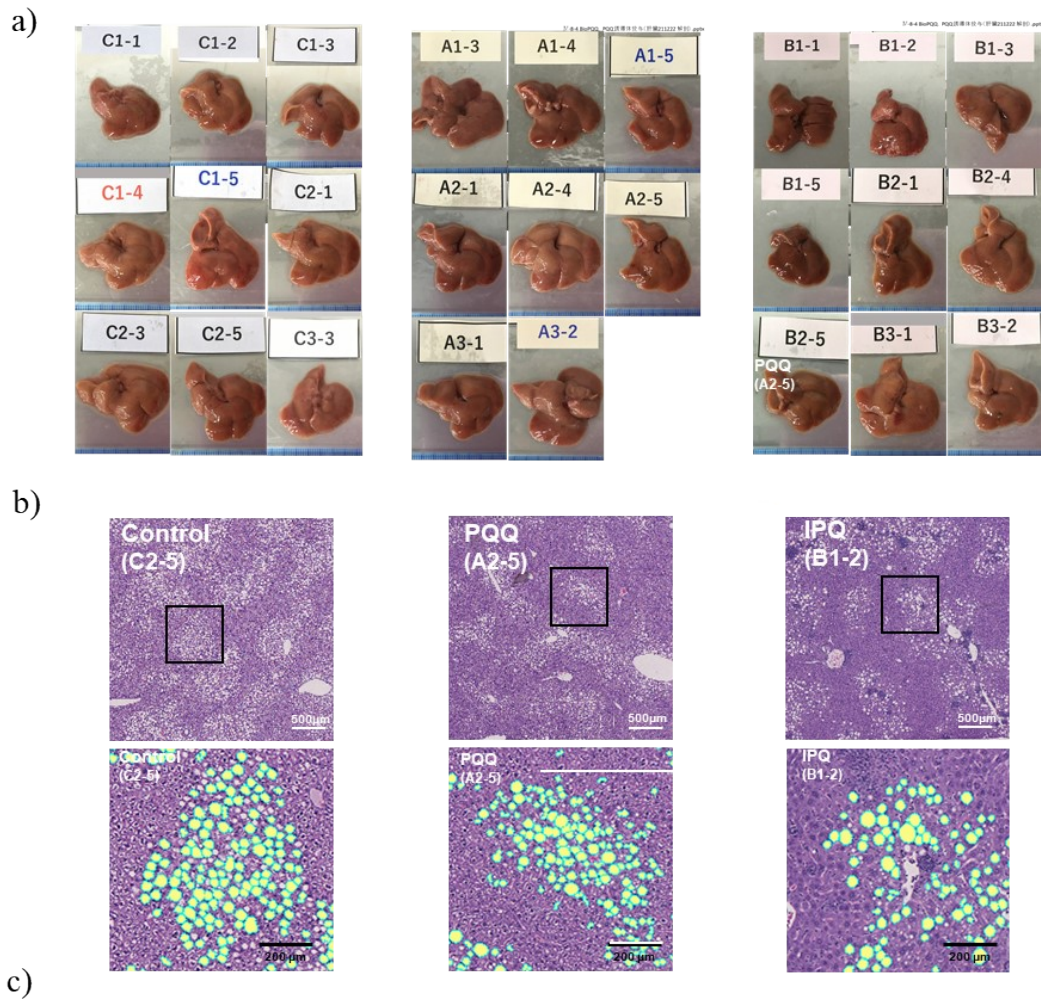 a)
C1-1
C1-2
C1-3
C1-4
C1-5
C2-1
C2-3
C2-5
C3-3
A1-3
A1-4
A1-5
A2-1
A2-4
A2-5
A3-1
A3-2
B1-1
B1-2
B1-3
B1-5
B2-1
B2-4
B2-5
B3-1
B3-2
PQQ
(A2-5)
b)
Control
(C2-5)
500μm
PQQ
(A2-5)
500μm
IPQ
(B1-2)
500μm
Control
(C2-5)
200 μm
PQQ
(A2-5)
200 μm
IPQ
(B1-2)
200 μm
c)